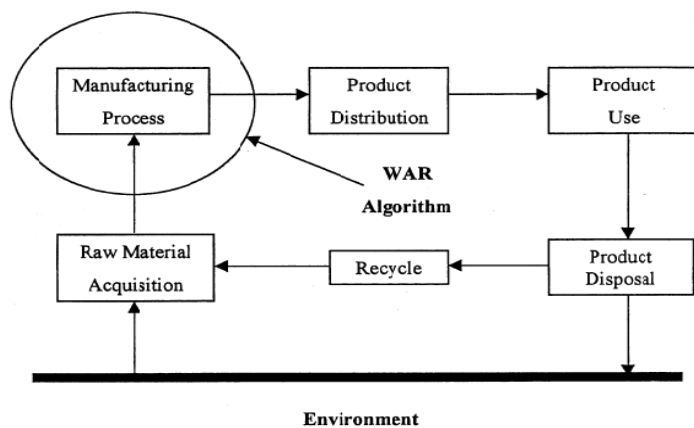 Manufacturing
Process
Product
Distribution
Product
Use
WAR
Algorithm
Raw Material
Acquisition
Recycle
Product
Disposal
Environment